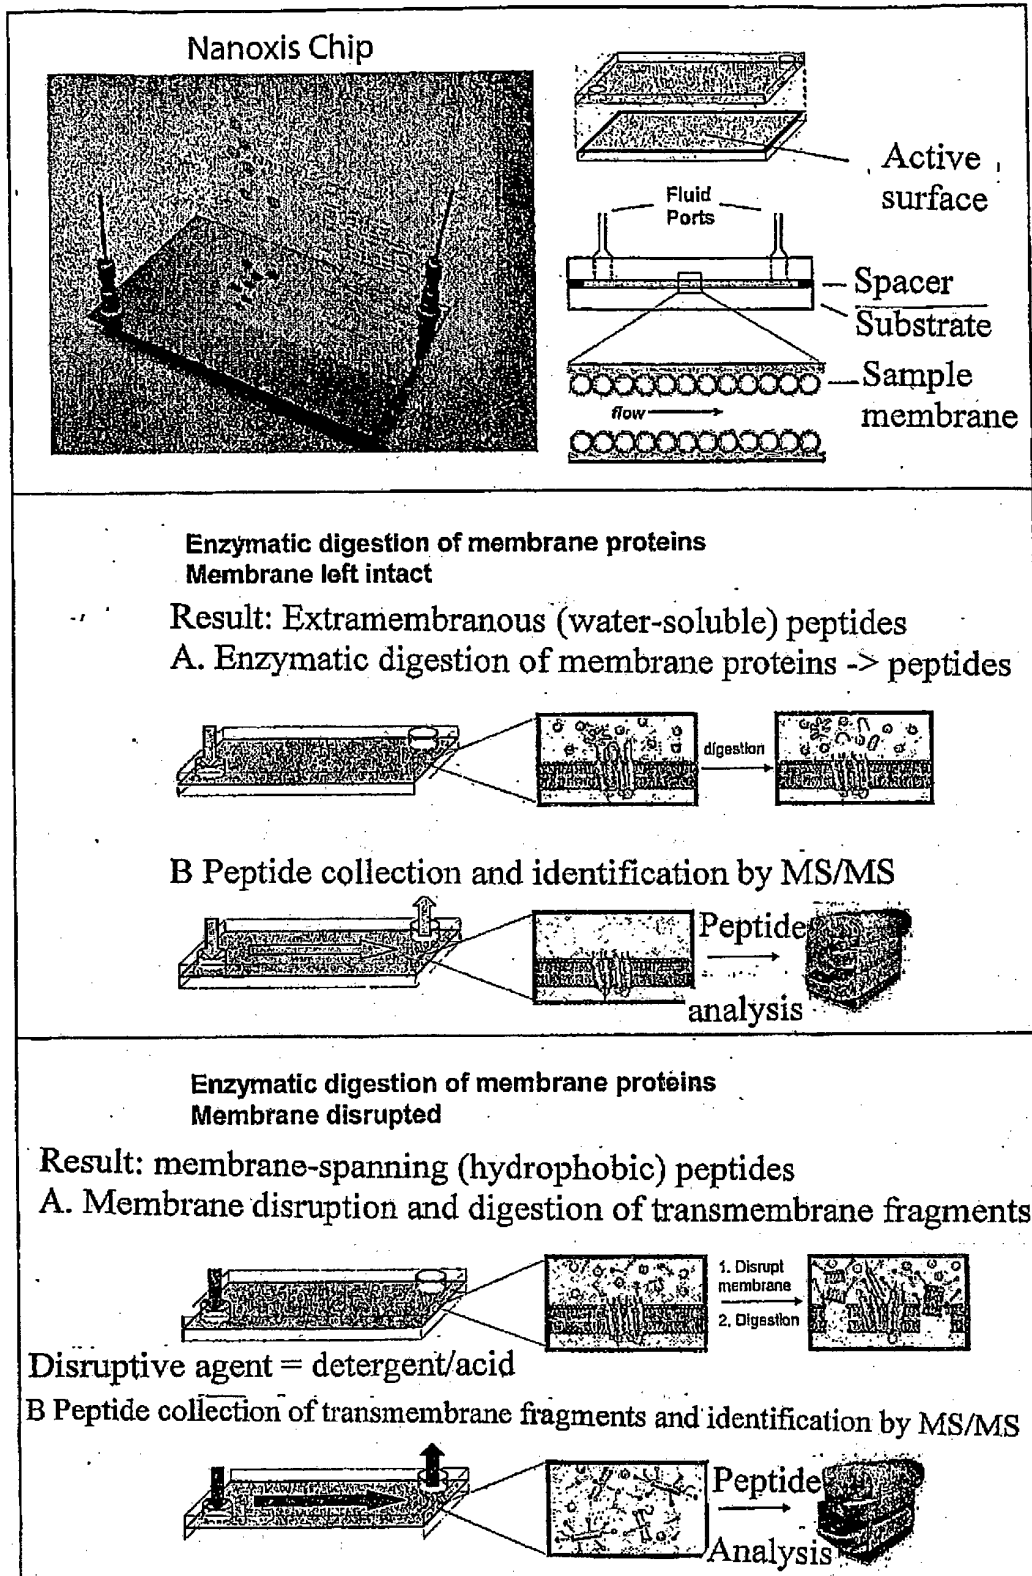 Nanoxis Chip
Active
surface
Fluid
Ports
Spacer
Substrate
Sample
membrane
flow
Enzymatic digestion of membrane proteins
Membrane left intact
Result: Extramembranous (water-soluble) peptides
A. Enzymatic digestion of membrane proteins -> peptides
digestion
B Peptide collection and identification by MS/MS
Peptide
analysis
Enzymatic digestion of membrane proteins
Membrane disrupted
Result: membrane-spanning (hydrophobic) peptides
A. Membrane disruption and digestion of transmembrane fragments
1. Disrupt
membrane
2. Digestion
Disruptive agent = detergent/acid
B Peptide collection of transmembrane fragments and identification by MS/MS
Peptide
Analysis